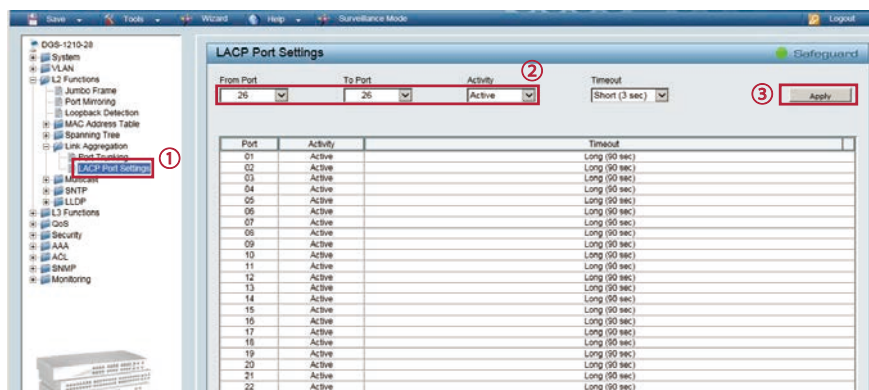 Save Tools Wizard Help Surveillance Mode Logout
DGS-1210-28
System
VLAN
L2 Functions
Jumbo Frame
Port Mirroring
Loopback Detection
MAC Address Table
Spanning Tree
Link Aggregation
Port Trunking
LACP Port Settings
①
Multicast
SNTP
LLDP
L3 Functions
QoS
Security
AAA
ACL
SNMP
Monitoring
LACP Port Settings
Safeguard
From Port To Port Activity ② Timeout
26 26 Active Short (3 sec) ③ Apply
Port Activity Timeout
01 Active Long (90 sec)
02 Active Long (90 sec)
03 Active Long (90 sec)
04 Active Long (90 sec)
05 Active Long (90 sec)
06 Active Long (90 sec)
07 Active Long (90 sec)
08 Active Long (90 sec)
09 Active Long (90 sec)
10 Active Long (90 sec)
11 Active Long (90 sec)
12 Active Long (90 sec)
13 Active Long (90 sec)
14 Active Long (90 sec)
15 Active Long (90 sec)
16 Active Long (90 sec)
17 Active Long (90 sec)
18 Active Long (90 sec)
19 Active Long (90 sec)
20 Active Long (90 sec)
21 Active Long (90 sec)
22 Active Long (90 sec)